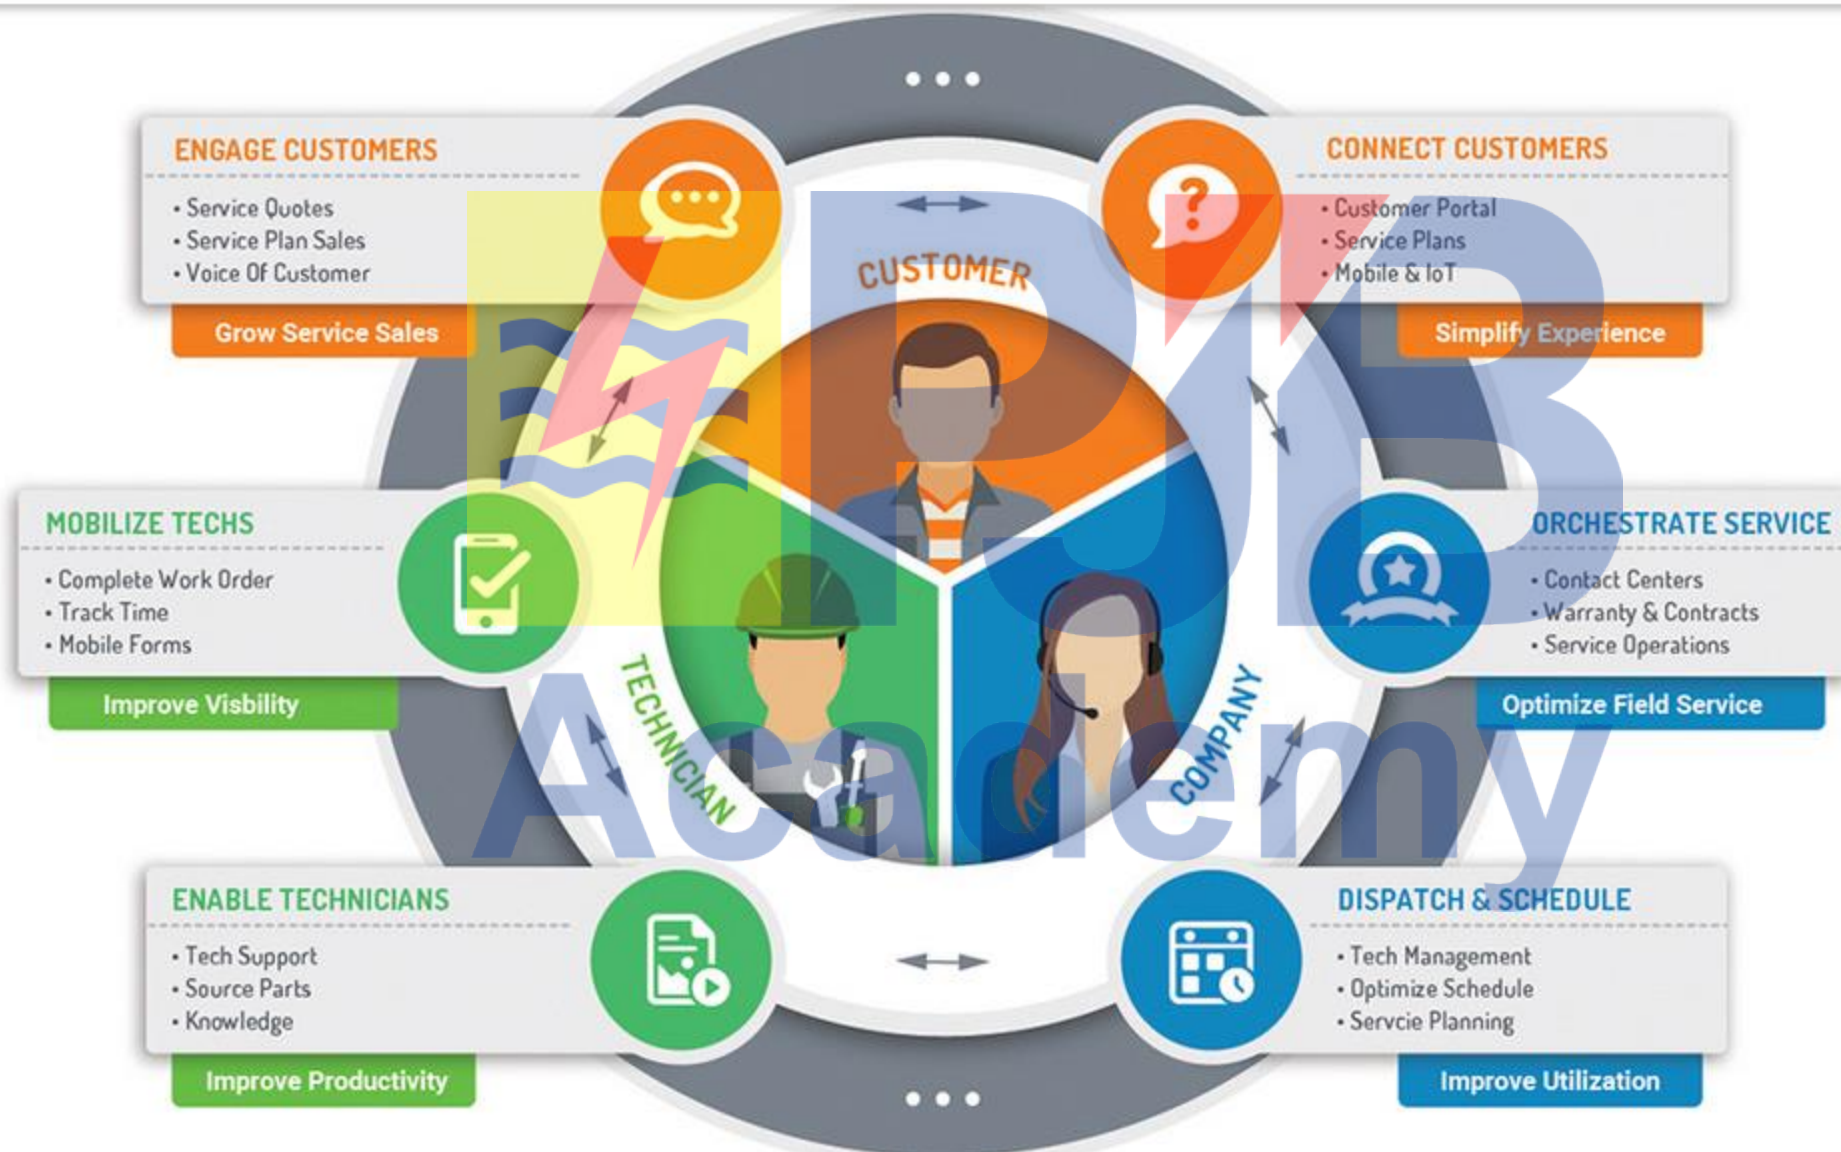 ENGAGE CUSTOMERS
• Service Quotes
• Service Plan Sales
• Voice Of Customer
Grow Service Sales
CONNECT CUSTOMERS
• Customer Portal
• Service Plans
• Mobile & IoT
Simplify Experience
CUSTOMER
MOBILIZE TECHS
• Complete Work Order
• Track Time
• Mobile Forms
Improve Visbility
ORCHESTRATE SERVICE
• Contact Centers
• Warranty & Contracts
• Service Operations
Optimize Field Service
TECHNICIAN
COMPANY
ENABLE TECHNICIANS
• Tech Support
• Source Parts
• Knowledge
Improve Productivity
DISPATCH & SCHEDULE
• Tech Management
• Optimize Schedule
• Servcie Planning
Improve Utilization
PJB
Academy